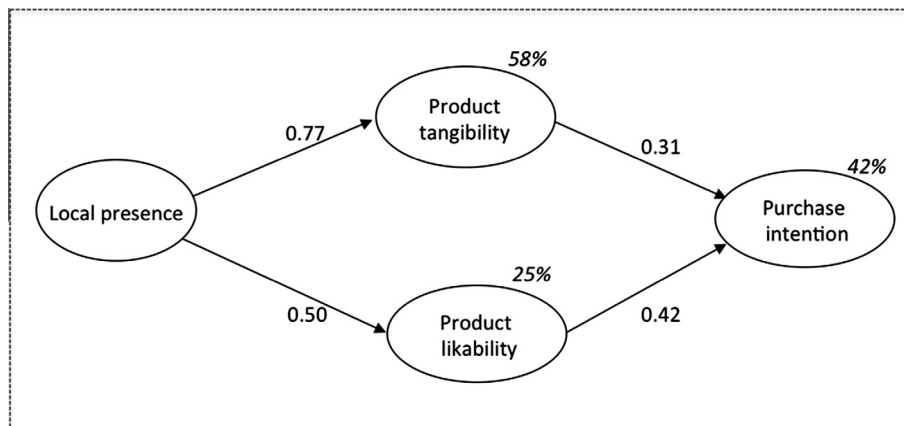 58%
Product
tangibility
0.77
0.31
42%
Local presence
Purchase
intention
25%
0.50
0.42
Product
likability